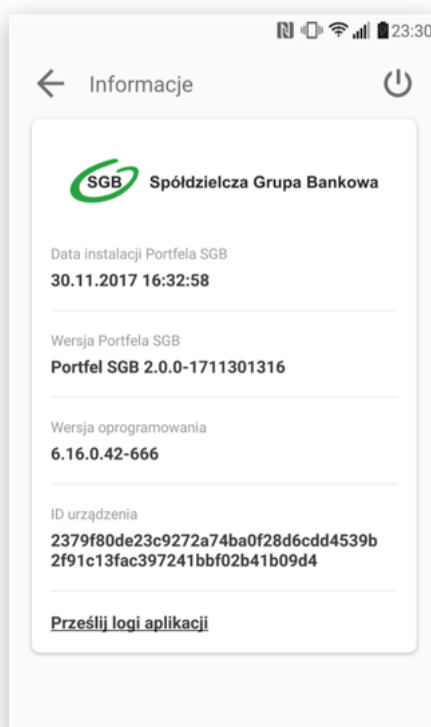 23:30
Informacje
SGB Spółdzielcza Grupa Bankowa
Data instalacji Portfela SGB
30.11.2017 16:32:58
Wersja Portfela SGB
Portfel SGB 2.0.0-1711301316
Wersja oprogramowania
6.16.0.42-666
ID urządzenia
2379f80de23c9272a74ba0f28d6cdd4539b
2f91c13fac397241bbf02b41b09d4
Prześlij logi aplikacji